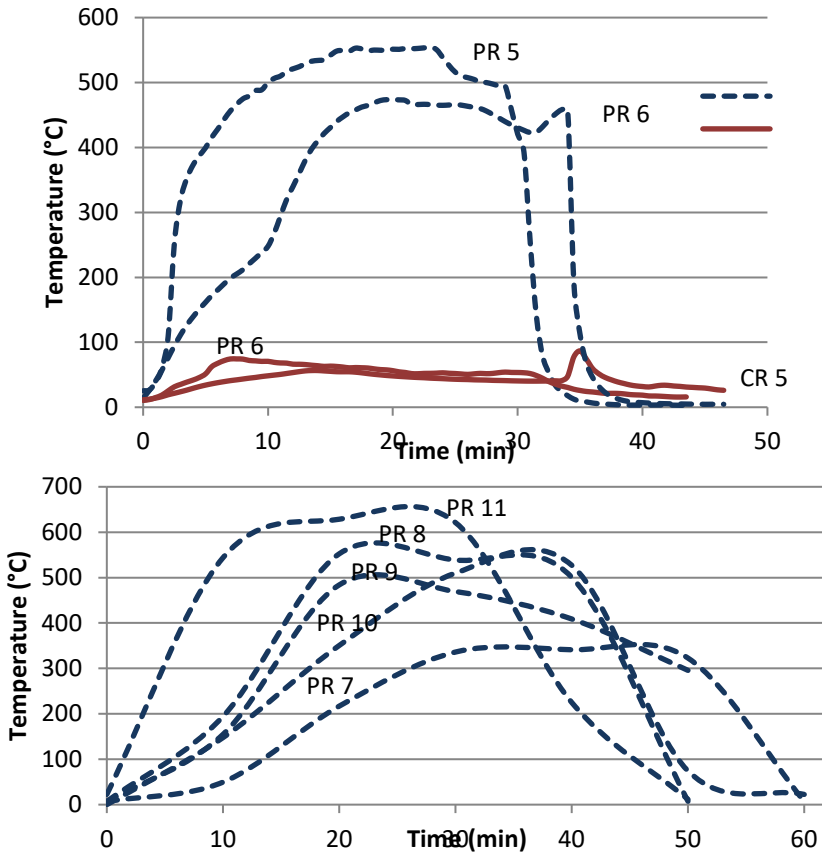 600
500
400
300
200
100
0
Temperature (°C)
PR 5
PR 6
PR 6
CR 5
0 10 20 30 40 50
Time (min)
700
600
500
400
300
200
100
0
Temperature (°C)
PR 11
PR 8
PR 9
PR 10
PR 7
0 10 20 30 40 50 60
Time (min)